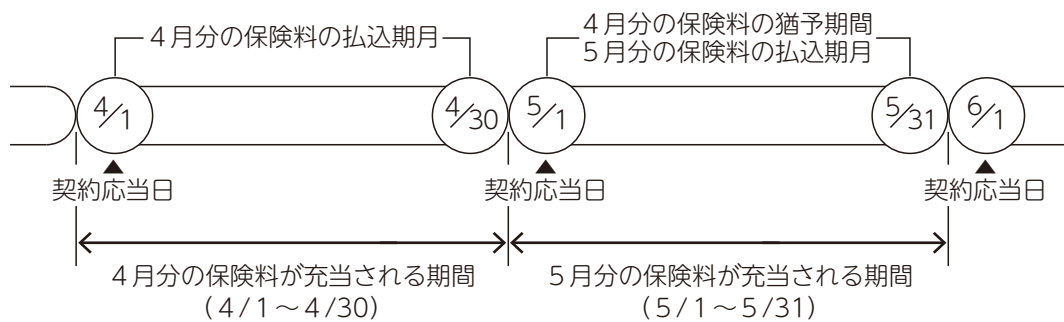 4月分の保険料の払込期月
4月分の保険料の猶予期間
5月分の保険料の払込期月
4/1
4/30
5/1
5/31
6/1
契約応当日
契約応当日
契約応当日
4月分の保険料が充当される期間
(4/1～4/30)
5月分の保険料が充当される期間
(5/1～5/31)